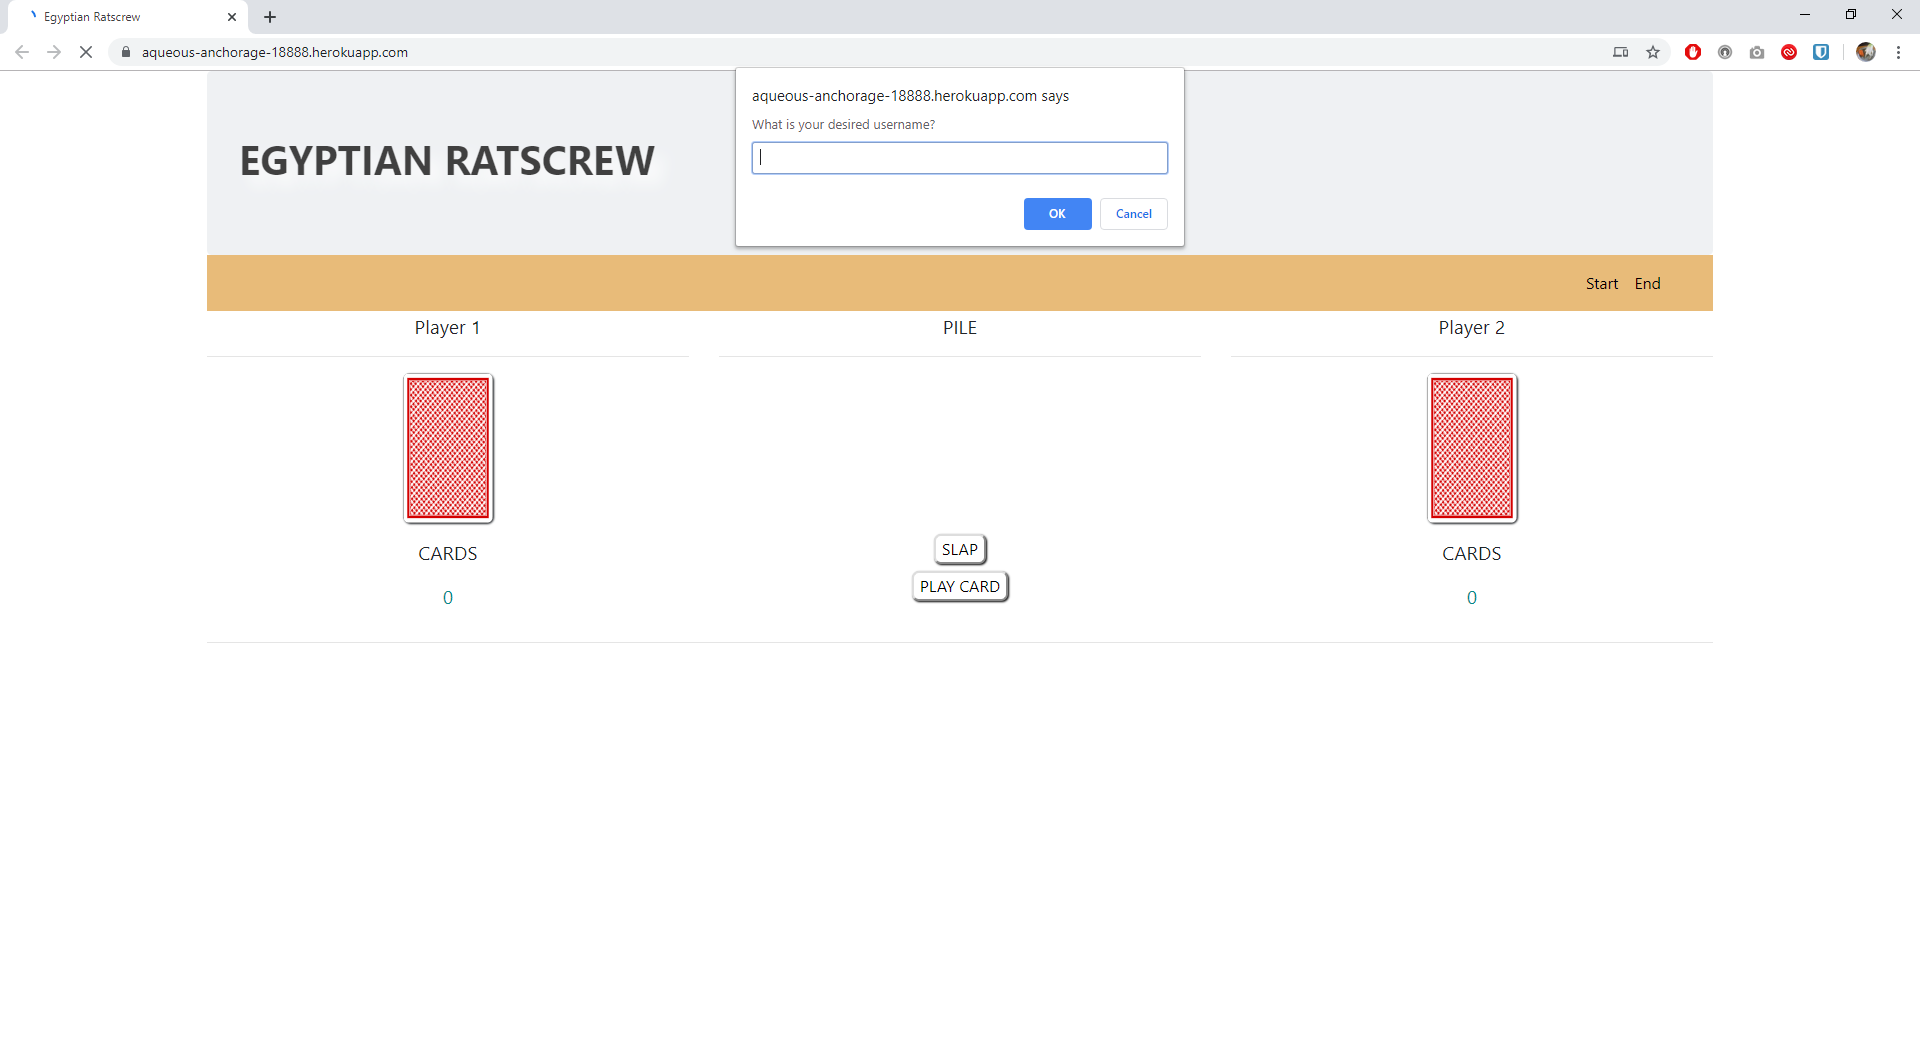 Egyptian Ratscrew
aqueous-anchorage-18888.herokuapp.com
aqueous-anchorage-18888.herokuapp.com says
What is your desired username?
OK Cancel
EGYPTIAN RATSCREW
Start End
Player 1 PILE Player 2
CARDS SLAP CARDS
PLAY CARD
0 0